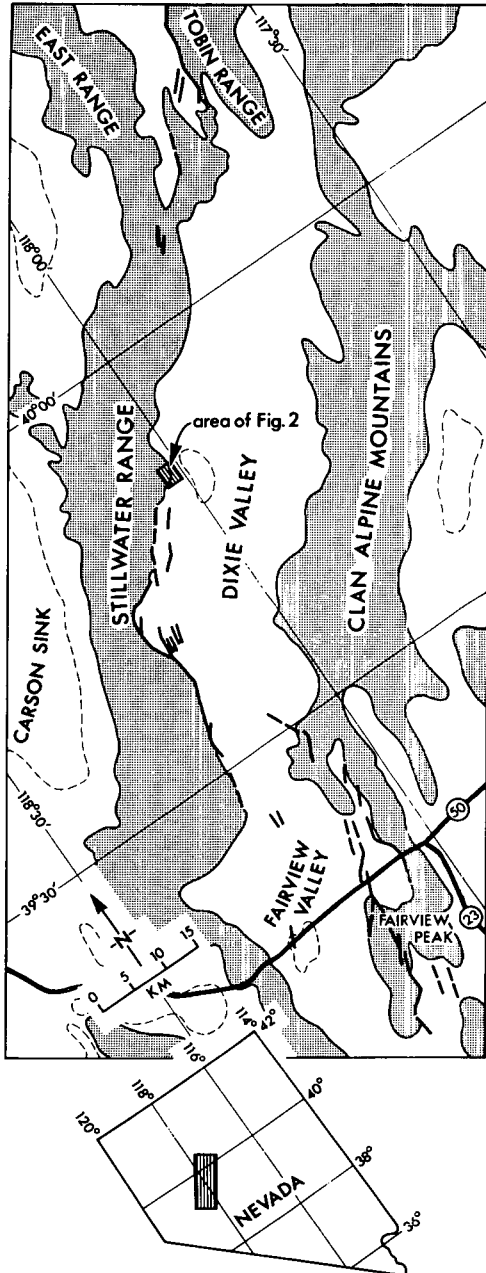 EAST RANGE
TOBIN RANGE
117°30'
118°00'
40°00'
STILLWATER RANGE
area of Fig. 2
DIXIE VALLEY
CLAN ALPINE MOUNTAINS
CARSON SINK
118°30'
39°30'
FAIRVIEW VALLEY
50
FAIRVIEW PEAK
23
N
0 5 10 15
KM
120°
118°
116°
114°
42°
40°
38°
36°
NEVADA